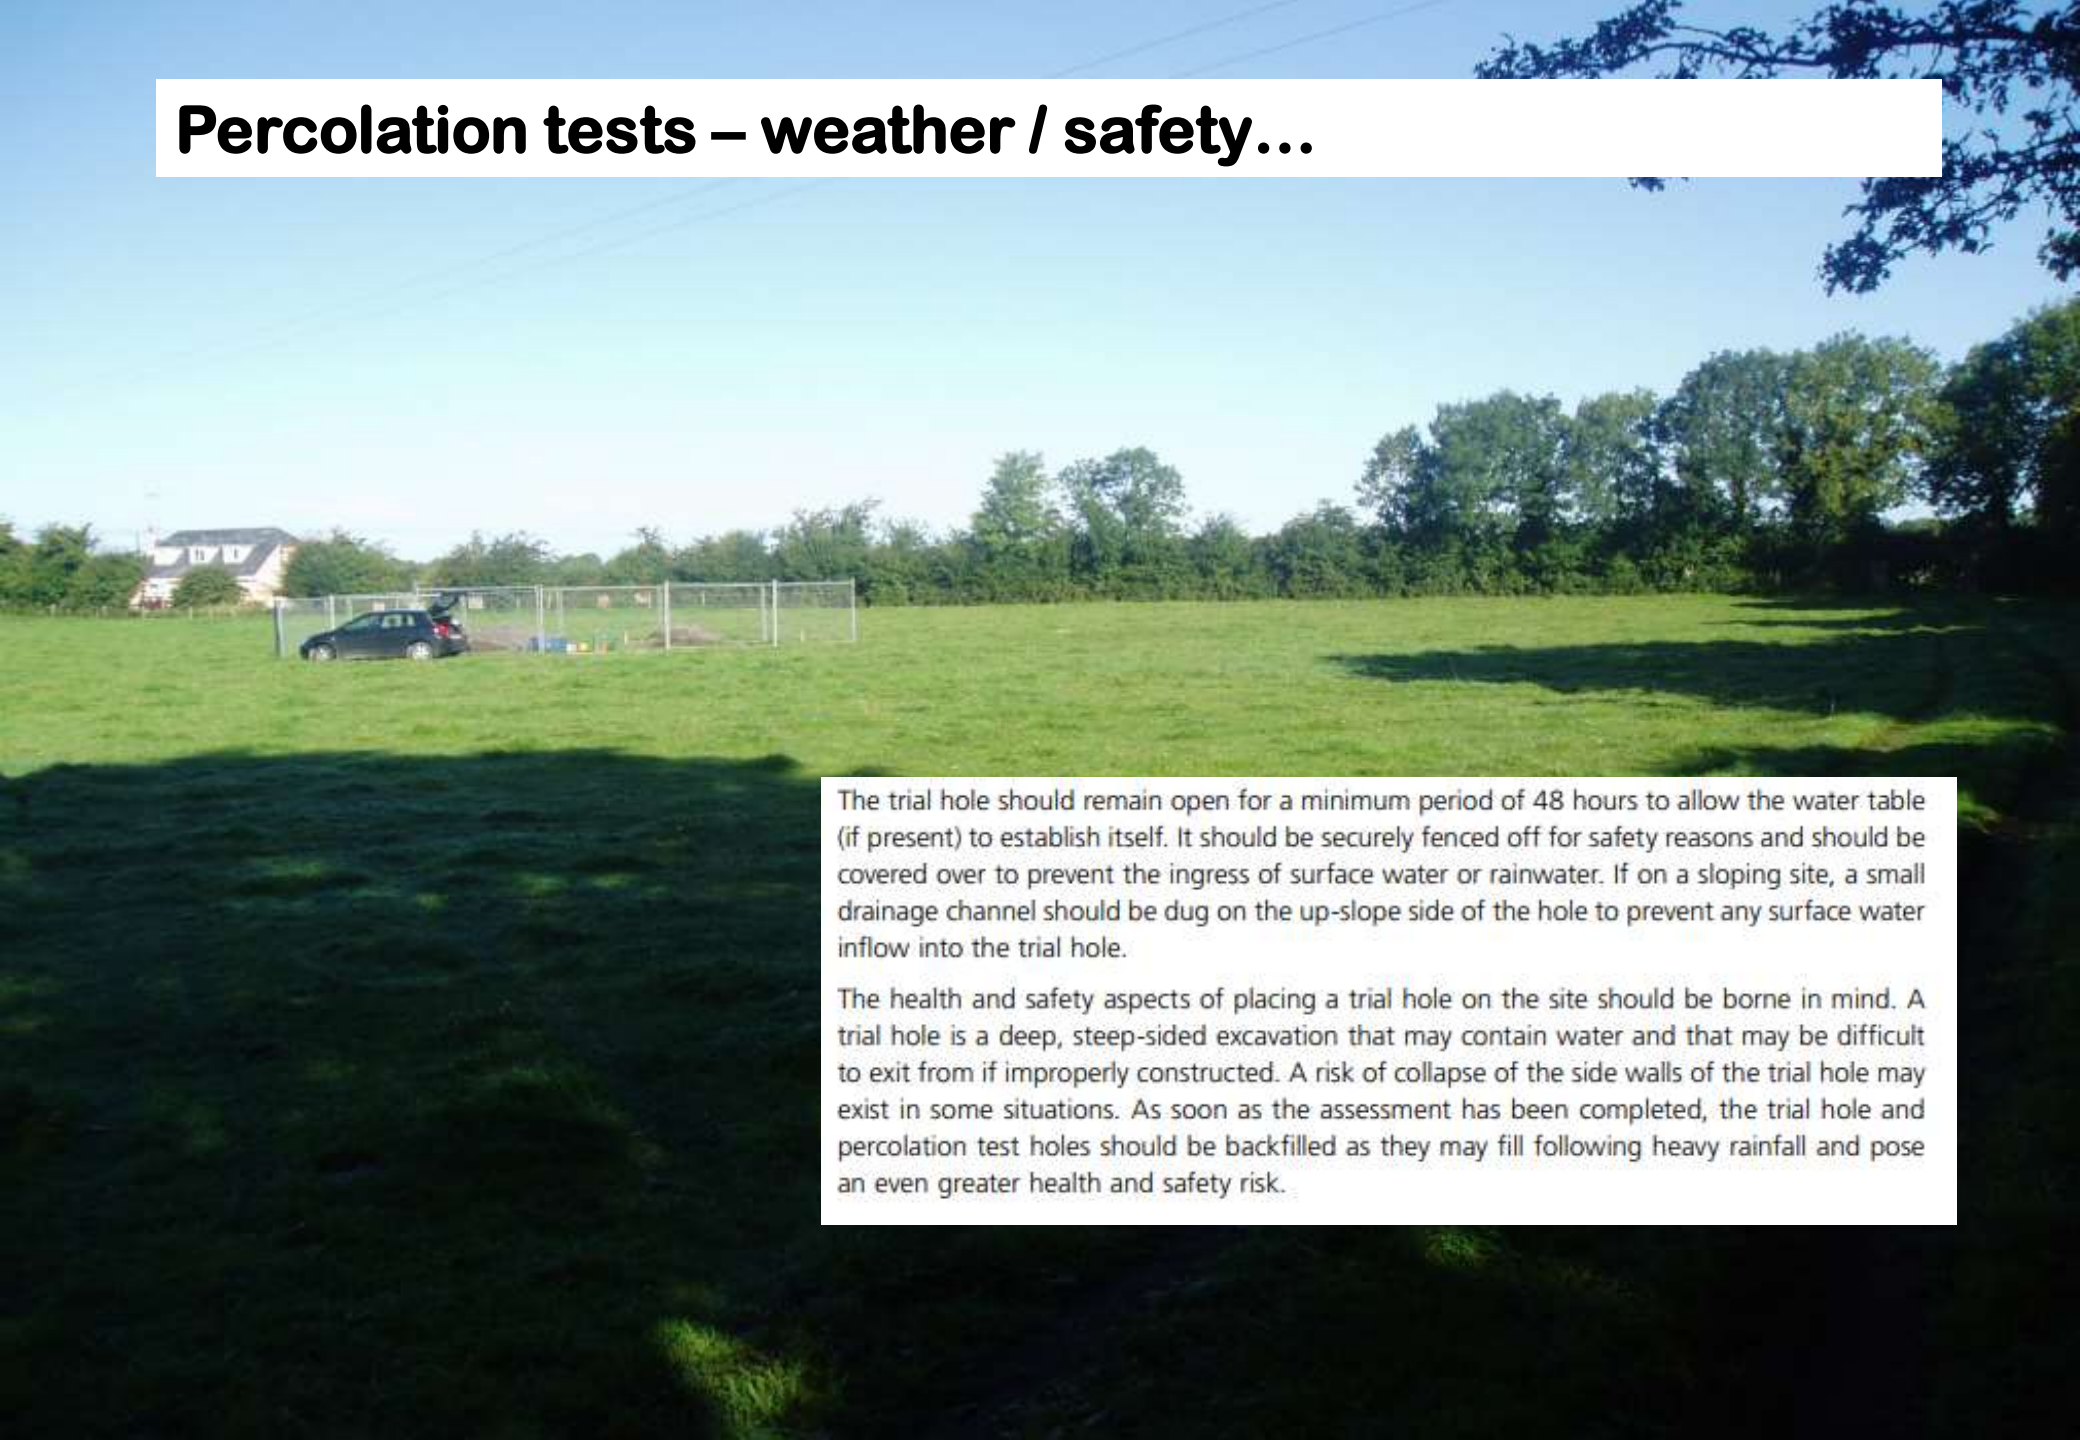 Percolation tests – weather / safety...
The trial hole should remain open for a minimum period of 48 hours to allow the water table
(if present) to establish itself. It should be securely fenced off for safety reasons and should be
covered over to prevent the ingress of surface water or rainwater. If on a sloping site, a small
drainage channel should be dug on the up-slope side of the hole to prevent any surface water
inflow into the trial hole.
The health and safety aspects of placing a trial hole on the site should be borne in mind. A
trial hole is a deep, steep-sided excavation that may contain water and that may be difficult
to exit from if improperly constructed. A risk of collapse of the side walls of the trial hole may
exist in some situations. As soon as the assessment has been completed, the trial hole and
percolation test holes should be backfilled as they may fill following heavy rainfall and pose
an even greater health and safety risk.